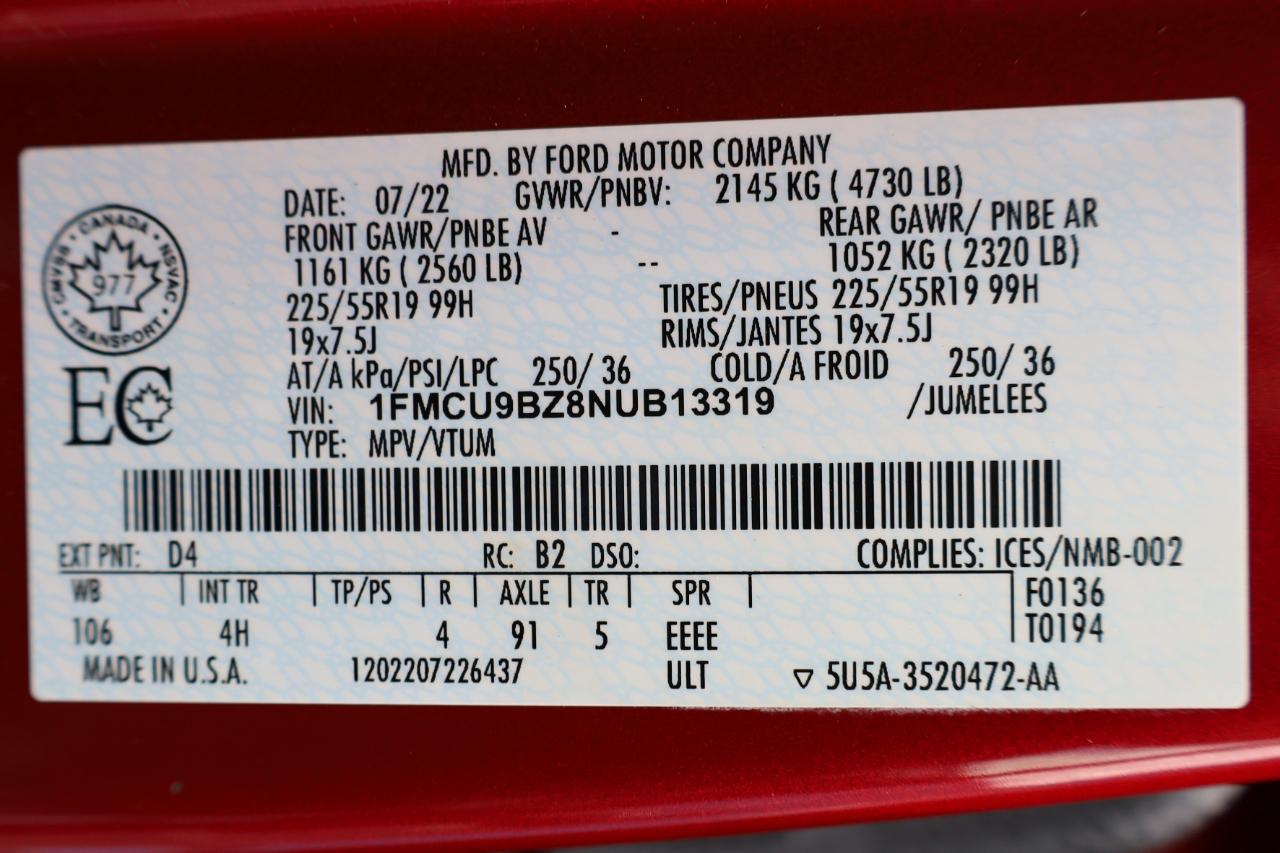 MFD. BY FORD MOTOR COMPANY
DATE: 07/22 GVWR/PNBV: 2145 KG ( 4730 LB)
FRONT GAWR/PNBE AV - REAR GAWR/ PNBE AR
1161 KG ( 2560 LB) -- 1052 KG ( 2320 LB)
225/55R19 99H TIRES/PNEUS 225/55R19 99H
19x7.5J RIMS/JANTES 19x7.5J
AT/A kPa/PSI/LPC 250/ 36 COLD/A FROID 250/ 36
VIN: 1FMCU9BZ8NUB13319 /JUMELEES
TYPE: MPV/VTUM
CANADA
CMVSS NSVAC
977
TRANSPORT
EC
EXT PNT: D4 RC: B2 DSO: COMPLIES: ICES/NMB-002
WB | INT TR | TP/PS | R | AXLE | TR | SPR | F0136
106 4H 4 91 5 EEEE T0194
MADE IN U.S.A. 1202207226437 ULT ▽ 5U5A-3520472-AA